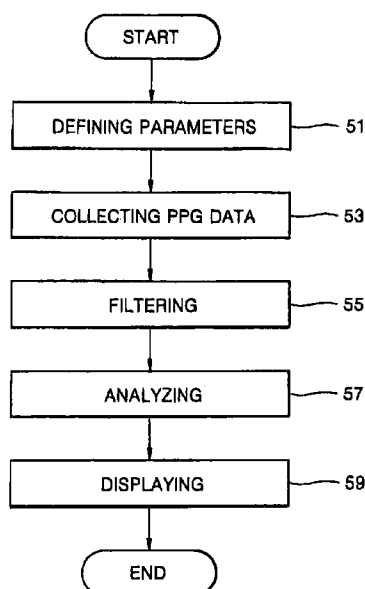 START
DEFINING PARAMETERS 51
COLLECTING PPG DATA 53
FILTERING 55
ANALYZING 57
DISPLAYING 59
END